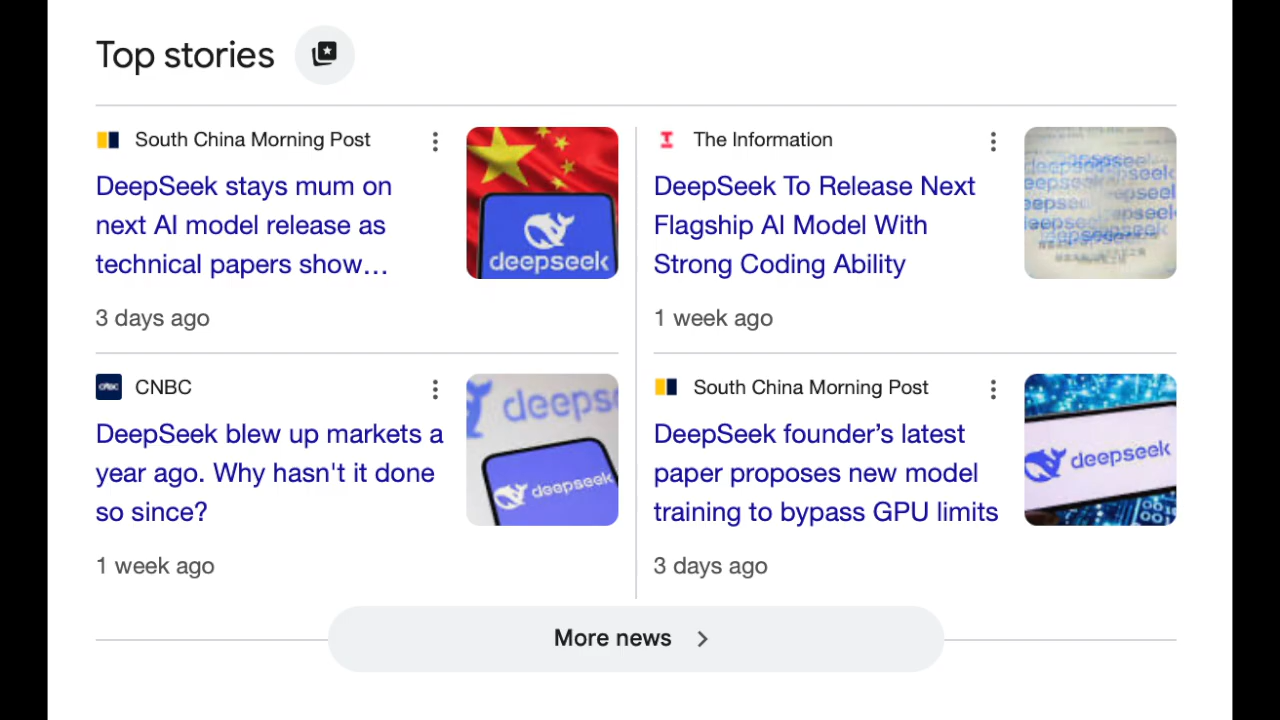 Top stories
South China Morning Post
DeepSeek stays mum on
next AI model release as
technical papers show…
3 days ago
deepseek
The Information
DeepSeek To Release Next
Flagship AI Model With
Strong Coding Ability
1 week ago
deepseek
CNBC
DeepSeek blew up markets a
year ago. Why hasn't it done
so since?
1 week ago
deeps
deepseek
South China Morning Post
DeepSeek founder’s latest
paper proposes new model
training to bypass GPU limits
3 days ago
deepseek
More news